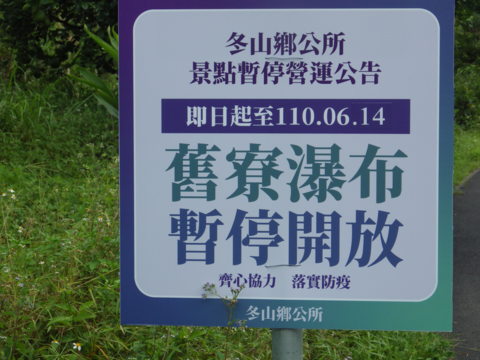 冬山鄉公所
景點暫停營運公告
即日起至110.06.14
舊寮瀑布
暫停開放
齊心協力 落實防疫
冬山鄉公所